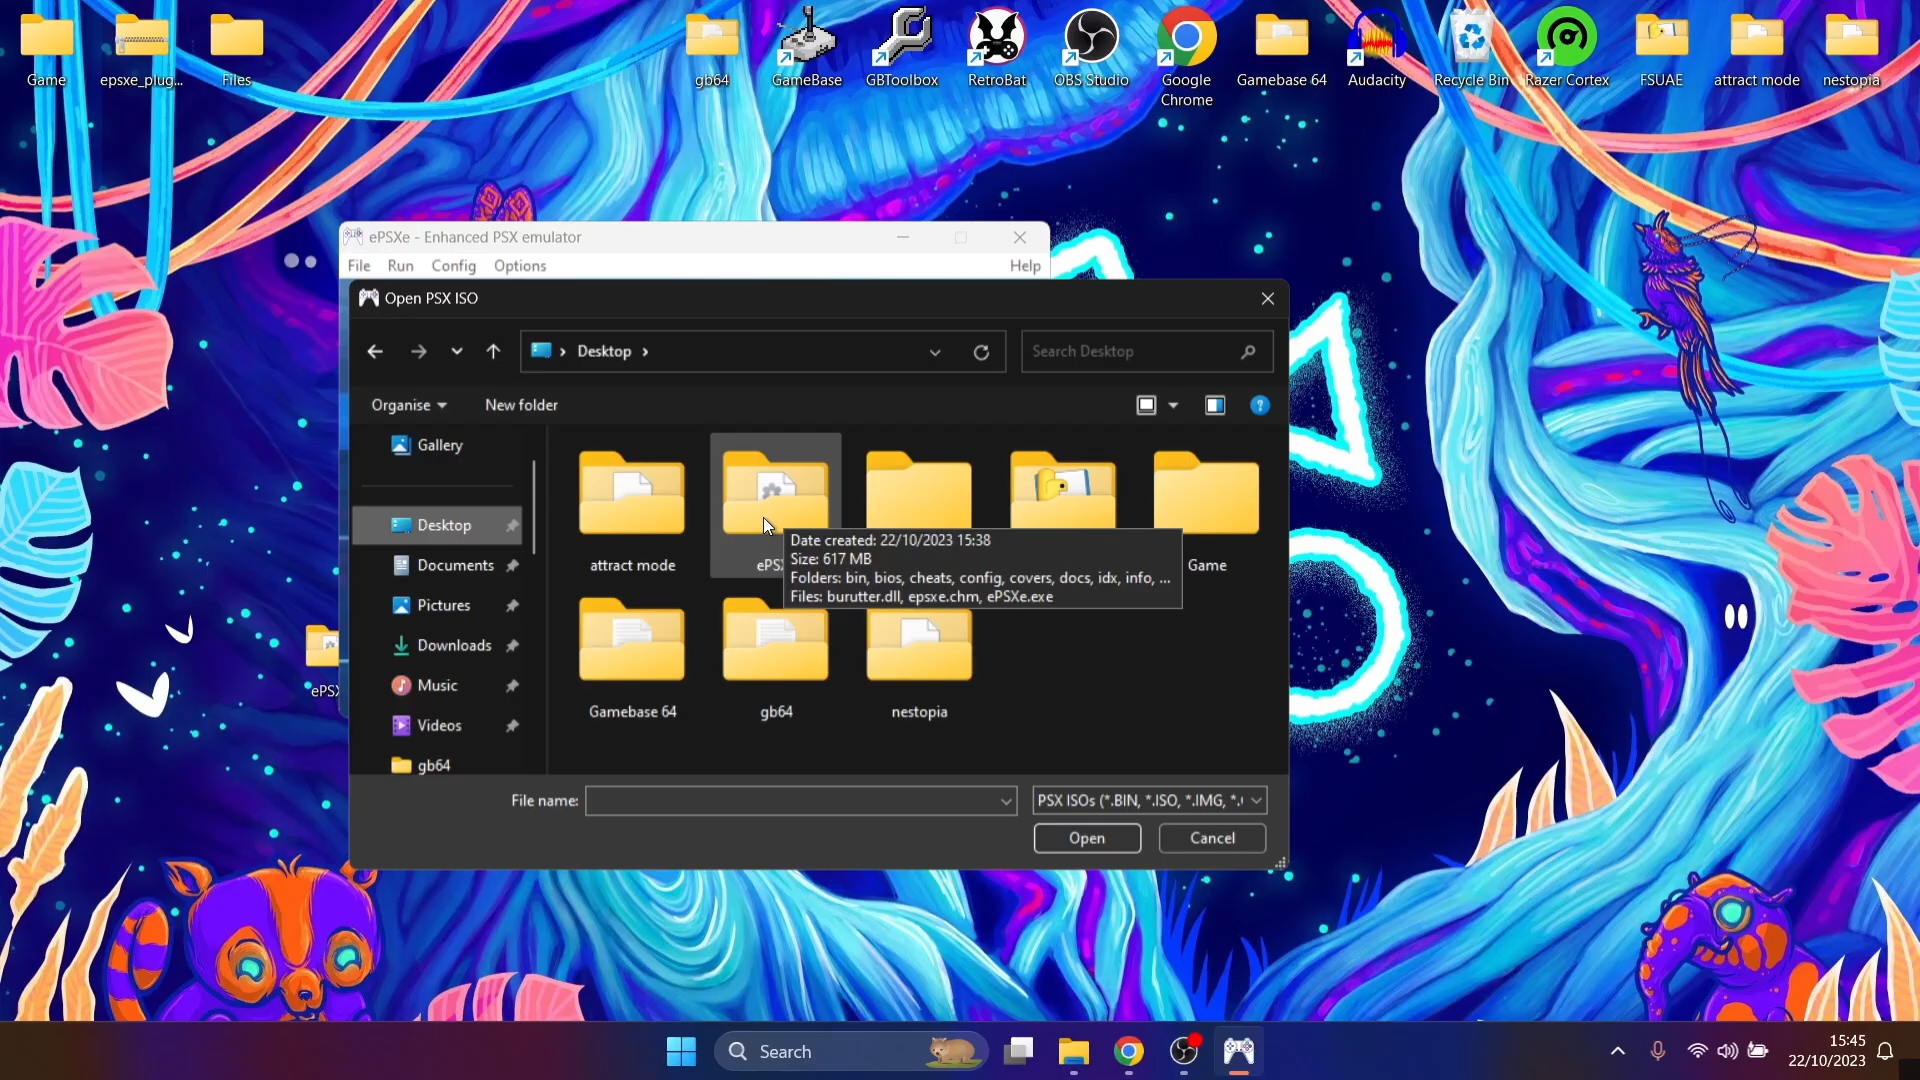 Game
epsxe_plug...
Files
gb64
GameBase
GBToolbox
RetroBat
OBS Studio
Google
Chrome
Gamebase 64
Audacity
Recycle Bin
Razer Cortex
FSUAE
attract mode
nestopia
ePSXe - Enhanced PSX emulator
File
Run
Config
Options
Help
Open PSX ISO
Desktop
Search Desktop
Organise
New folder
Gallery
Desktop
Documents
Pictures
Downloads
Music
Videos
gb64
attract mode
ePSX
Game
Date created: 22/10/2023 15:38
Size: 617 MB
Folders: bin, bios, cheats, config, covers, docs, idx, info, ...
Files: burutter.dll, epsxe.chm, ePSXe.exe
Gamebase 64
gb64
nestopia
ePSX
File name:
PSX ISOs (*.BIN, *.ISO, *.IMG, *.
Open
Cancel
Search
15:45
22/10/2023